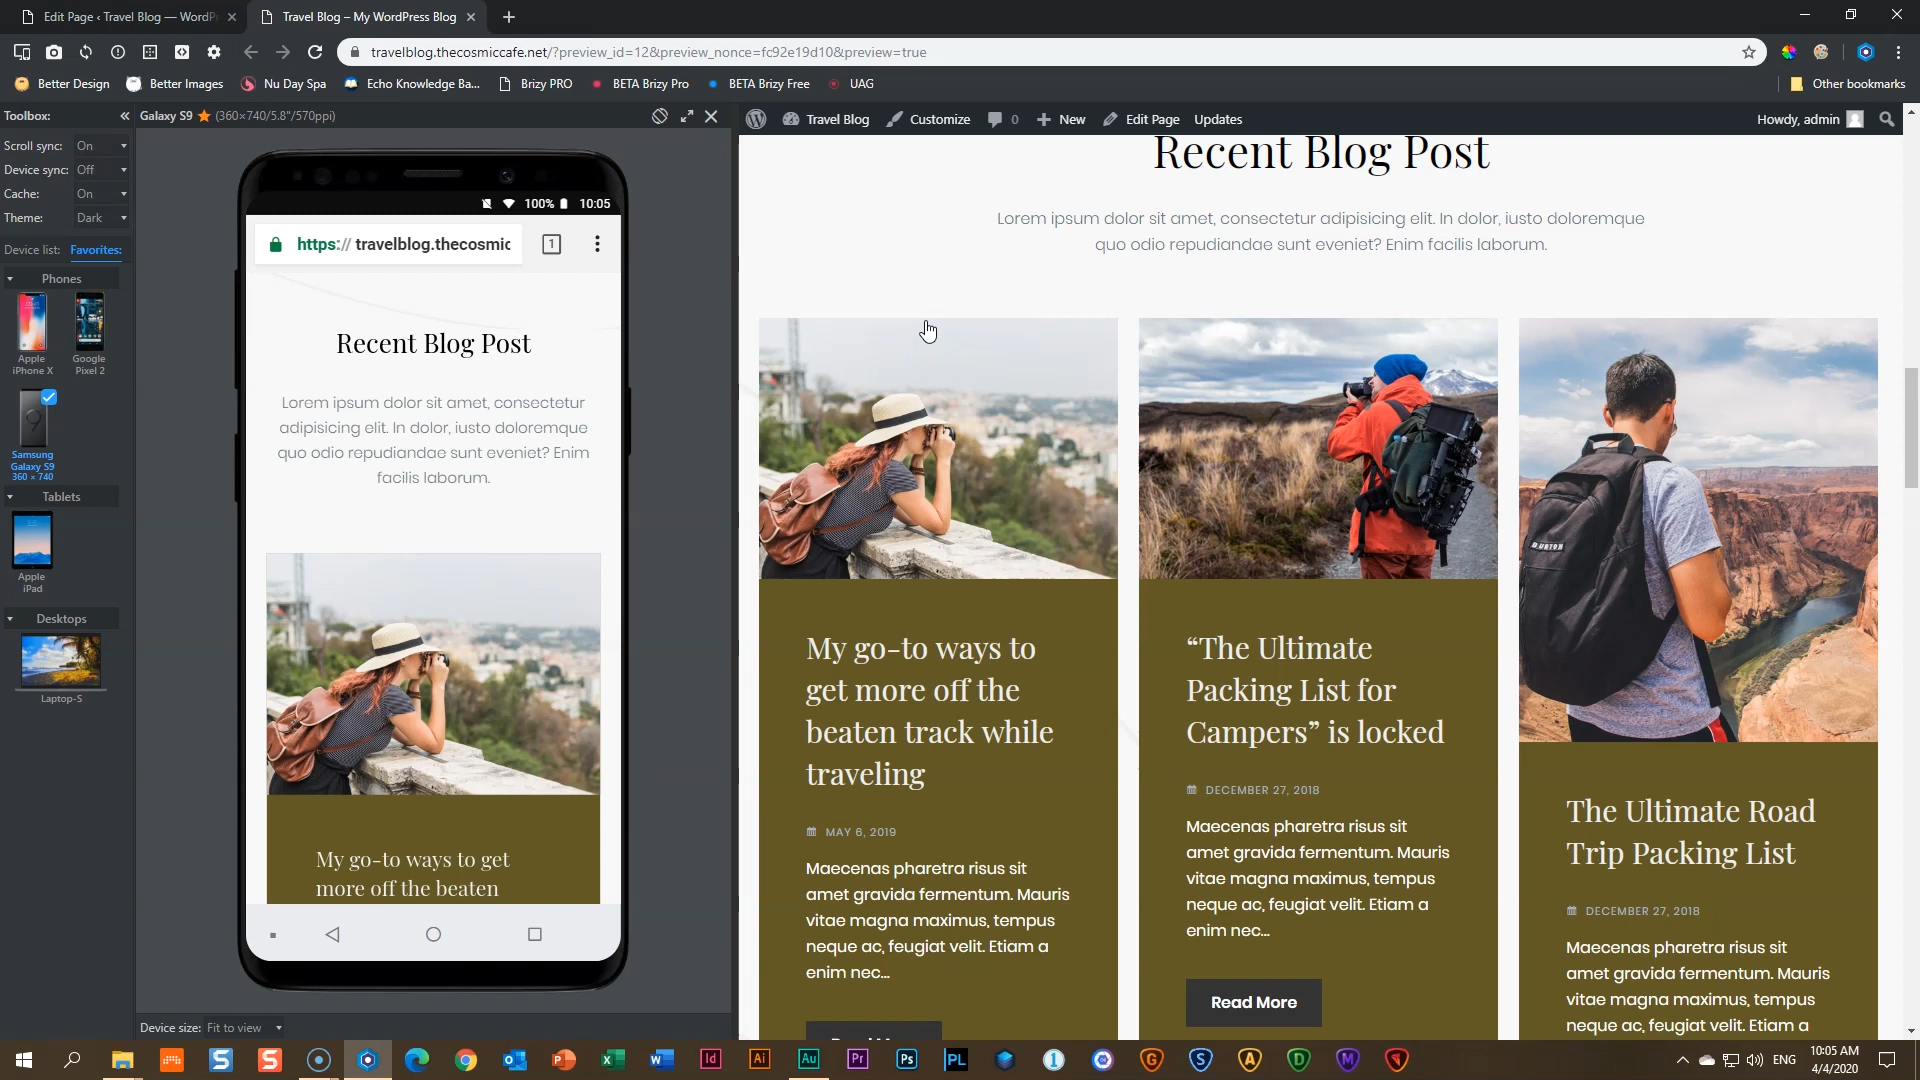 Edit Page ‹ Travel Blog — WordPr
Travel Blog – My WordPress Blog
travelblog.thecosmiccafe.net/?preview_id=12&preview_nonce=fc92e19d10&preview=true
Better Design
Better Images
Nu Day Spa
Echo Knowledge Ba...
Brizy PRO
BETA Brizy Pro
BETA Brizy Free
UAG
Other bookmarks
Toolbox:
Galaxy S9 (360×740/5.8"/570ppi)
Scroll sync: On
Device sync: Off
Cache: On
Theme: Dark
Device list: Favorites:
Phones
Apple
iPhone X
Google
Pixel 2
Samsung
Galaxy S9
360 × 740
Tablets
Apple
iPad
Desktops
Laptop-S
100% 10:05
https:// travelblog.thecosmic
1
Recent Blog Post
Lorem ipsum dolor sit amet, consectetur
adipisicing elit. In dolor, iusto doloremque
quo odio repudiandae sunt eveniet? Enim
facilis laborum.
My go-to ways to get
more off the beaten
Device size: Fit to view
Travel Blog
Customize
0
New
Edit Page
Updates
Howdy, admin
Recent Blog Post
Lorem ipsum dolor sit amet, consectetur adipisicing elit. In dolor, iusto doloremque
quo odio repudiandae sunt eveniet? Enim facilis laborum.
My go-to ways to
get more off the
beaten track while
traveling
MAY 6, 2019
Maecenas pharetra risus sit
amet gravida fermentum. Mauris
vitae magna maximus, tempus
neque ac, feugiat velit. Etiam a
enim nec...
“The Ultimate
Packing List for
Campers” is locked
DECEMBER 27, 2018
Maecenas pharetra risus sit
amet gravida fermentum. Mauris
vitae magna maximus, tempus
neque ac, feugiat velit. Etiam a
enim nec...
Read More
BURTON
The Ultimate Road
Trip Packing List
DECEMBER 27, 2018
Maecenas pharetra risus sit
amet gravida fermentum. Mauris
vitae magna maximus, tempus
neque ac, feugiat velit. Etiam a
ENG
10:05 AM
4/4/2020